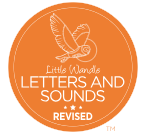 Little Wandle
LETTERS AND
SOUNDS
REVISED
TM